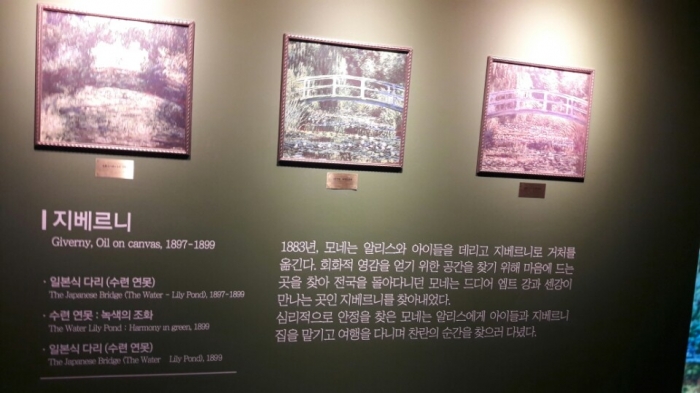 지베르니
Giverny, Oil on canvas, 1897-1899
· 일본식 다리 (수련 연못)
The Japanese Bridge (The Water - Lily Pond), 1897-1899
· 수련 연못 : 녹색의 조화
The Water Lily Pond : Harmony in green, 1899
· 일본식 다리 (수련 연못)
The Japanese Bridge (The Water Lily Pond), 1899
1883년, 모네는 알리스와 아이들을 데리고 지베르니로 거처를
옮긴다. 회화적 영감을 얻기 위한 공간을 찾기 위해 마음에 드는
곳을 찾아 전국을 돌아다니던 모네는 드디어 엡트 강과 센강이
만나는 곳인 지베르니를 찾아내었다.
심리적으로 안정을 찾은 모네는 알리스에게 아이들과 지베르니
집을 맡기고 여행을 다니며 찬란의 순간을 찾으러 다녔다.